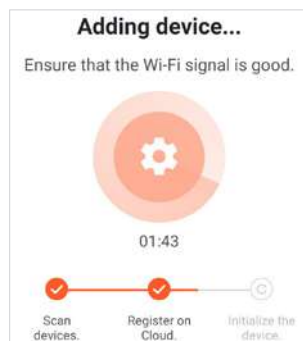 Adding device...
Ensure that the Wi-Fi signal is good.
01:43
Scan devices.
Register on Cloud.
Initialize the device.